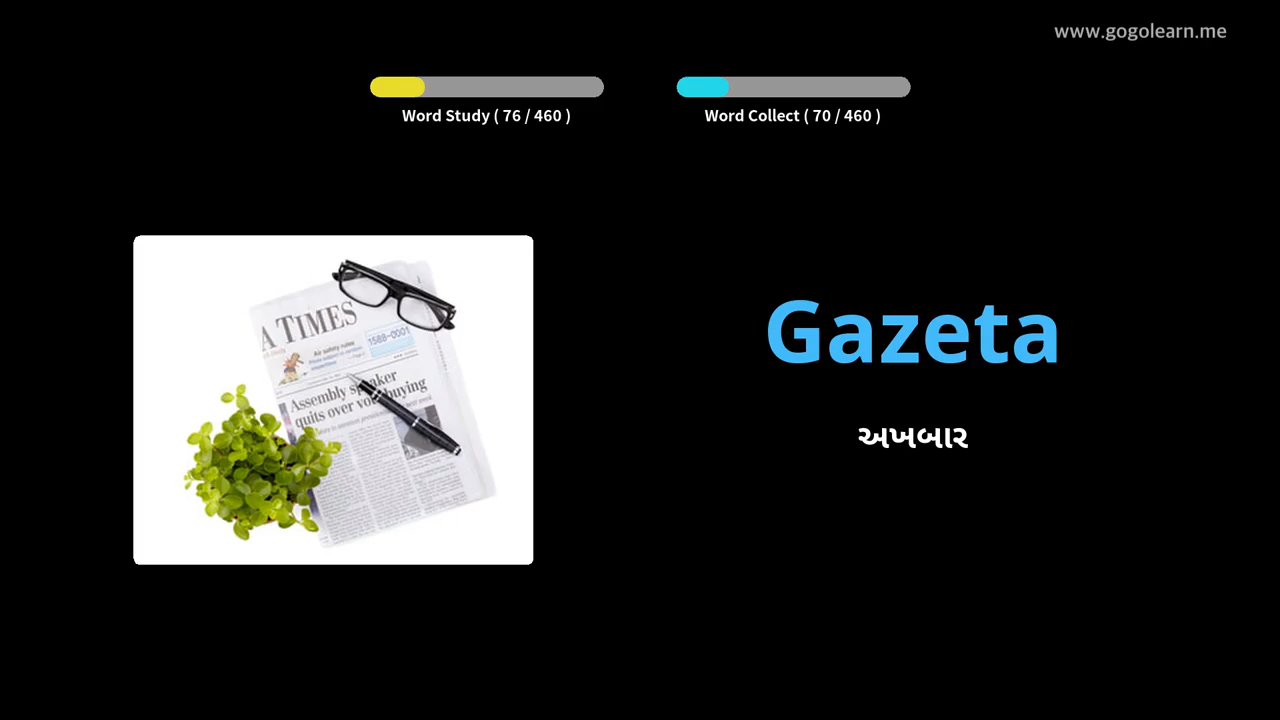 www.gogolearn.me
Word Study ( 76 / 460 )
Word Collect ( 70 / 460 )
A TIMES
Air safety rules
1588-0001
Assembly speaker
quits over vote buying
Gazeta
અખબાર